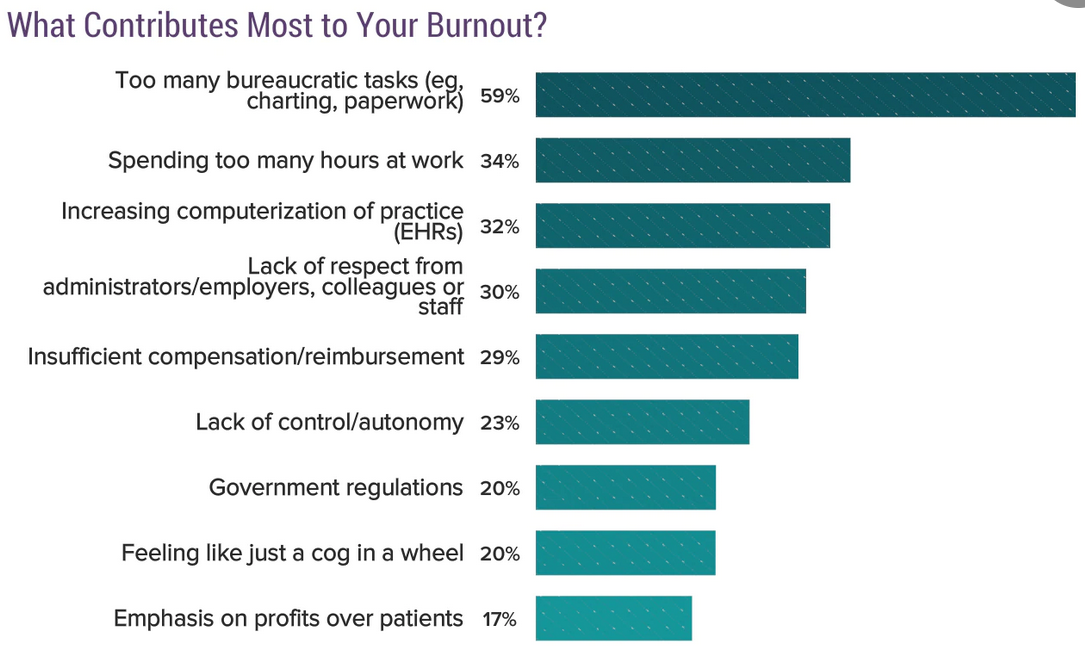 What Contributes Most to Your Burnout?
Too many bureaucratic tasks (eg,
charting, paperwork) 59%
Spending too many hours at work 34%
Increasing computerization of practice
(EHRs) 32%
Lack of respect from
administrators/employers, colleagues or
staff 30%
Insufficient compensation/reimbursement 29%
Lack of control/autonomy 23%
Government regulations 20%
Feeling like just a cog in a wheel 20%
Emphasis on profits over patients 17%